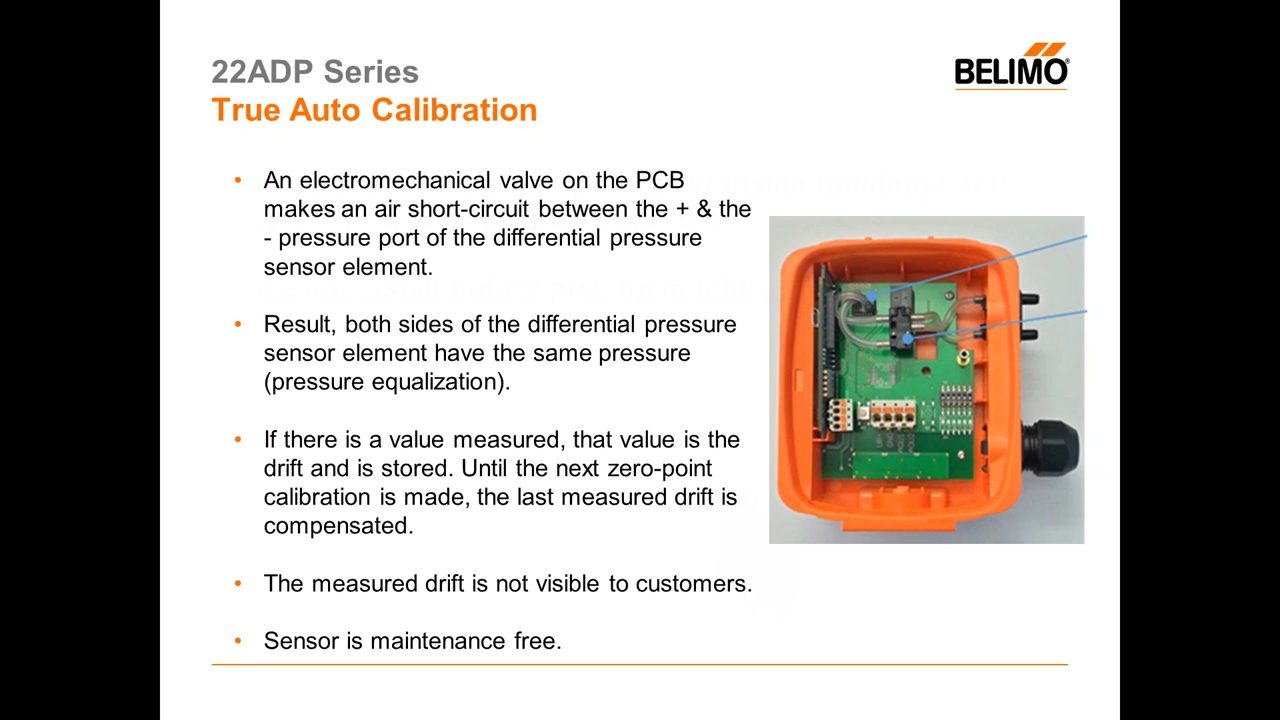 22ADP Series
BELIMO®
True Auto Calibration
• An electromechanical valve on the PCB
makes an air short-circuit between the + & the
- pressure port of the differential pressure
sensor element.
• Result, both sides of the differential pressure
sensor element have the same pressure
(pressure equalization).
• If there is a value measured, that value is the
drift and is stored. Until the next zero-point
calibration is made, the last measured drift is
compensated.
• The measured drift is not visible to customers.
• Sensor is maintenance free.